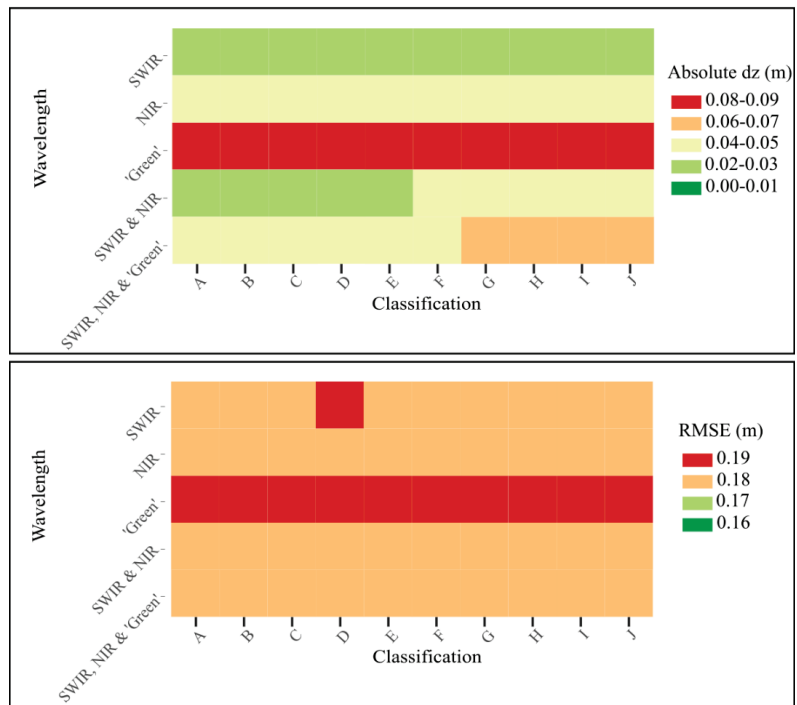 Absolute dz (m)
0.08-0.09
0.06-0.07
0.04-0.05
0.02-0.03
0.00-0.01
Wavelength
SWIR
NIR
'Green'
SWIR & NIR
SWIR, NIR & 'Green'
A B C D E F G H I J
Classification
RMSE (m)
0.19
0.18
0.17
0.16
Wavelength
SWIR
NIR
'Green'
SWIR & NIR
SWIR, NIR & 'Green'
A B C D E F G H I J
Classification